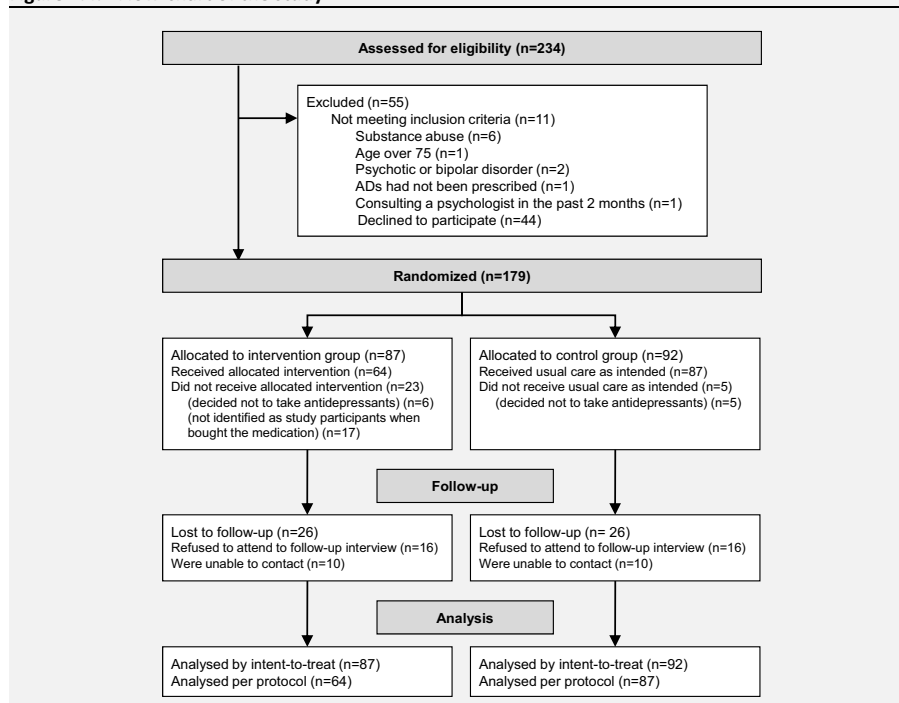 Assessed for eligibility (n=234)
Excluded (n=55)
Not meeting inclusion criteria (n=11)
Substance abuse (n=6)
Age over 75 (n=1)
Psychotic or bipolar disorder (n=2)
ADs had not been prescribed (n=1)
Consulting a psychologist in the past 2 months (n=1)
Declined to participate (n=44)
Randomized (n=179)
Allocated to intervention group (n=87)
Received allocated intervention (n=64)
Did not receive allocated intervention (n=23)
(decided not to take antidepressants) (n=6)
(not identified as study participants when
bought the medication) (n=17)
Allocated to control group (n=92)
Received usual care as intended (n=87)
Did not receive usual care as intended (n=5)
(decided not to take antidepressants) (n=5)
Follow-up
Lost to follow-up (n=26)
Refused to attend to follow-up interview (n=16)
Were unable to contact (n=10)
Lost to follow-up (n= 26)
Refused to attend to follow-up interview (n=16)
Were unable to contact (n=10)
Analysis
Analysed by intent-to-treat (n=87)
Analysed per protocol (n=64)
Analysed by intent-to-treat (n=92)
Analysed per protocol (n=87)